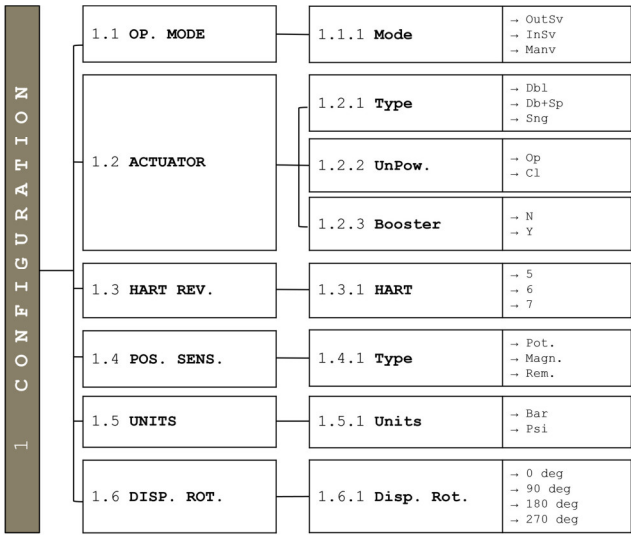 1 CONFIGURATION
1.1 OP. MODE
1.1.1 Mode
→ OutSv
→ InSv
→ Manv
1.2 ACTUATOR
1.2.1 Type
→ Dbl
→ Db+Sp
→ Sng
1.2.2 UnPow.
→ Op
→ Cl
1.2.3 Booster
→ N
→ Y
1.3 HART REV.
1.3.1 HART
→ 5
→ 6
→ 7
1.4 POS. SENS.
1.4.1 Type
→ Pot.
→ Magn.
→ Rem.
1.5 UNITS
1.5.1 Units
→ Bar
→ Psi
1.6 DISP. ROT.
1.6.1 Disp. Rot.
→ 0 deg
→ 90 deg
→ 180 deg
→ 270 deg